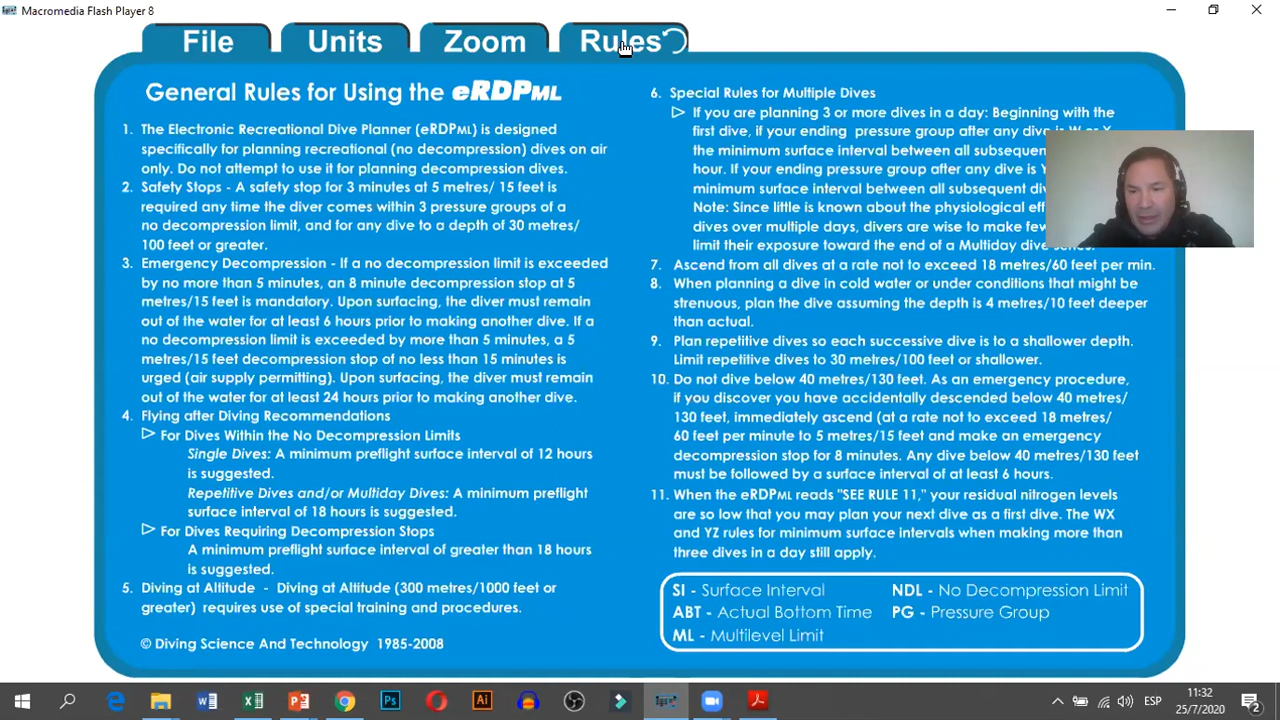 Macromedia Flash Player 8
File
Units
Zoom
Rules
General Rules for Using the eRDPML
1. The Electronic Recreational Dive Planner (eRDPML) is designed
specifically for planning recreational (no decompression) dives on air
only. Do not attempt to use it for planning decompression dives.
2. Safety Stops - A safety stop for 3 minutes at 5 metres/ 15 feet is
required any time the diver comes within 3 pressure groups of a
no decompression limit, and for any dive to a depth of 30 metres/
100 feet or greater.
3. Emergency Decompression - If a no decompression limit is exceeded
by no more than 5 minutes, an 8 minute decompression stop at 5
metres/15 feet is mandatory. Upon surfacing, the diver must remain
out of the water for at least 6 hours prior to making another dive. If a
no decompression limit is exceeded by more than 5 minutes, a 5
metres/15 feet decompression stop of no less than 15 minutes is
urged (air supply permitting). Upon surfacing, the diver must remain
out of the water for at least 24 hours prior to making another dive.
4. Flying after Diving Recommendations
For Dives Within the No Decompression Limits
Single Dives: A minimum preflight surface interval of 12 hours
is suggested.
Repetitive Dives and/or Multiday Dives: A minimum preflight
surface interval of 18 hours is suggested.
For Dives Requiring Decompression Stops
A minimum preflight surface interval of greater than 18 hours
is suggested.
5. Diving at Altitude - Diving at Altitude (300 metres/1000 feet or
greater) requires use of special training and procedures.
© Diving Science And Technology 1985-2008
6. Special Rules for Multiple Dives
If you are planning 3 or more dives in a day: Beginning with the
first dive, if your ending pressure group after any dive is W or X,
the minimum surface interval between all subsequen
hour. If your ending pressure group after any dive is Y
minimum surface interval between all subsequent di
Note: Since little is known about the physiological eff
dives over multiple days, divers are wise to make few
limit their exposure toward the end of a Multiday dive series.
7. Ascend from all dives at a rate not to exceed 18 metres/60 feet per min.
8. When planning a dive in cold water or under conditions that might be
strenuous, plan the dive assuming the depth is 4 metres/10 feet deeper
than actual.
9. Plan repetitive dives so each successive dive is to a shallower depth.
Limit repetitive dives to 30 metres/100 feet or shallower.
10. Do not dive below 40 metres/130 feet. As an emergency procedure,
if you discover you have accidentally descended below 40 metres/
130 feet, immediately ascend (at a rate not to exceed 18 metres/
60 feet per minute to 5 metres/15 feet and make an emergency
decompression stop for 8 minutes. Any dive below 40 metres/130 feet
must be followed by a surface interval of at least 6 hours.
11. When the eRDPML reads "SEE RULE 11," your residual nitrogen levels
are so low that you may plan your next dive as a first dive. The WX
and YZ rules for minimum surface intervals when making more than
three dives in a day still apply.
SI - Surface Interval
NDL - No Decompression Limit
ABT - Actual Bottom Time
PG - Pressure Group
ML - Multilevel Limit
ESP
11:32
25/7/2020
2